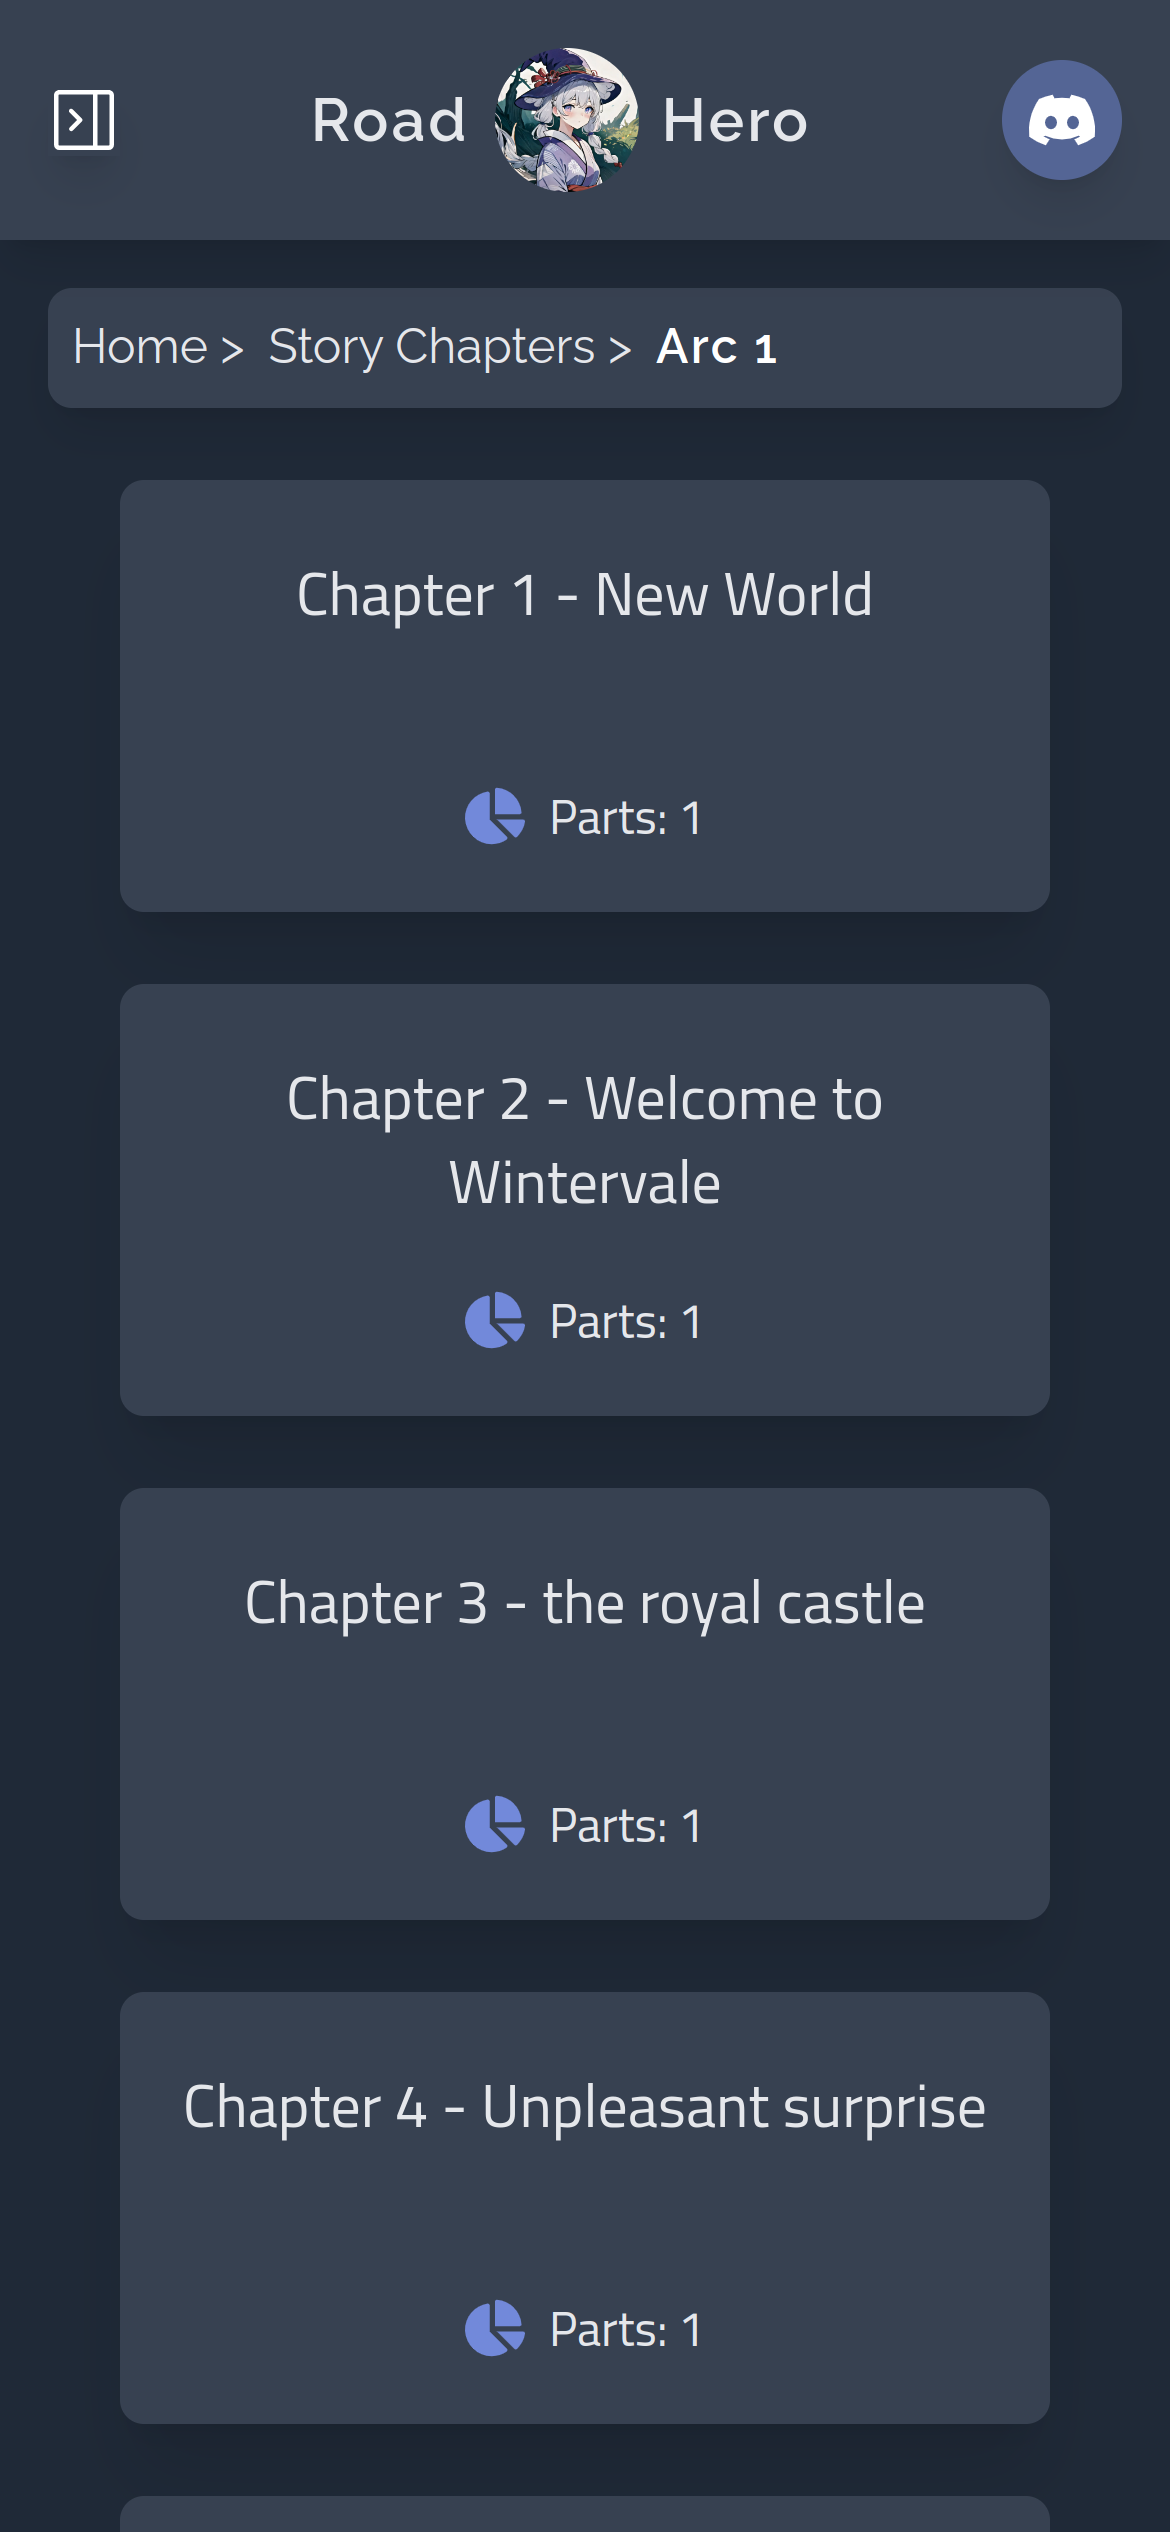 Road Hero
Home > Story Chapters > Arc 1
Chapter 1 - New World
Parts: 1
Chapter 2 - Welcome to
Wintervale
Parts: 1
Chapter 3 - the royal castle
Parts: 1
Chapter 4 - Unpleasant surprise
Parts: 1